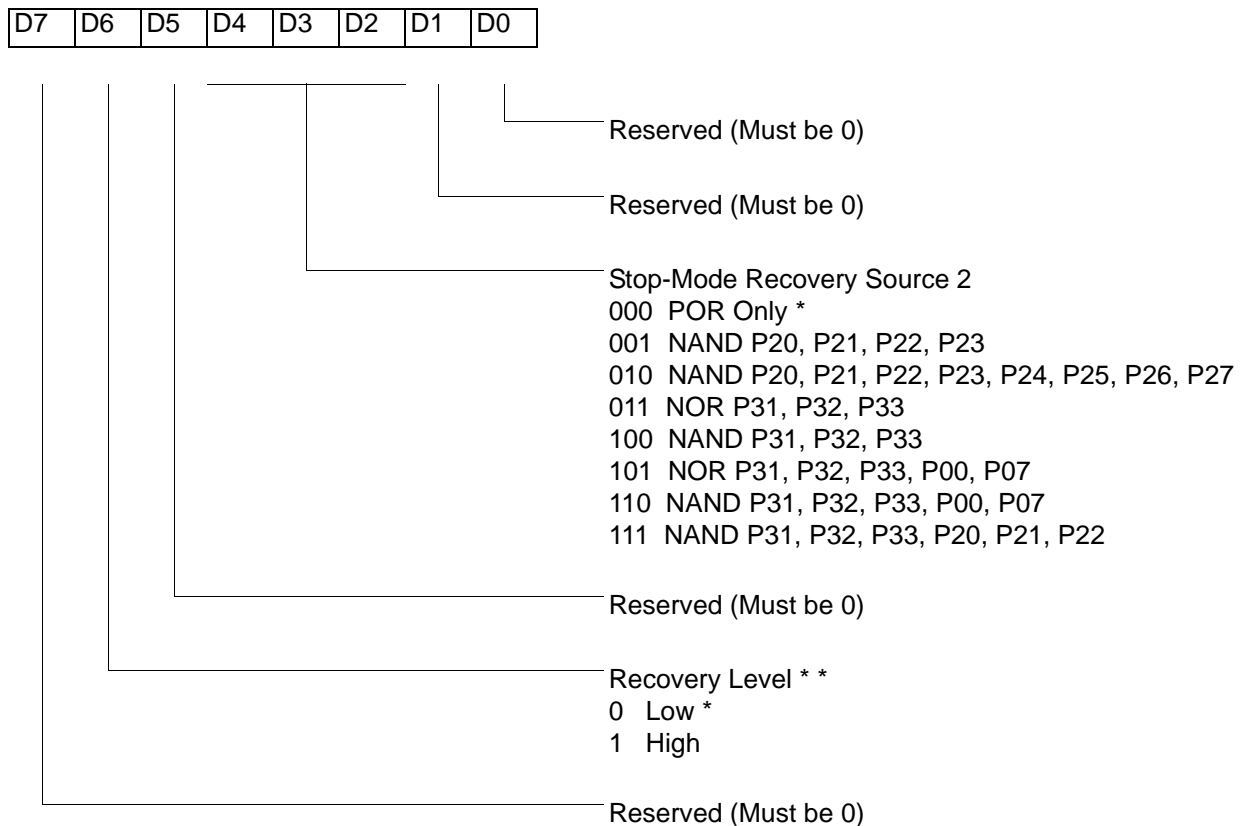 D7 D6 D5 D4 D3 D2 D1 D0
Reserved (Must be 0)
Reserved (Must be 0)
Stop-Mode Recovery Source 2
000 POR Only *
001 NAND P20, P21, P22, P23
010 NAND P20, P21, P22, P23, P24, P25, P26, P27
011 NOR P31, P32, P33
100 NAND P31, P32, P33
101 NOR P31, P32, P33, P00, P07
110 NAND P31, P32, P33, P00, P07
111 NAND P31, P32, P33, P20, P21, P22
Reserved (Must be 0)
Recovery Level * *
0 Low *
1 High
Reserved (Must be 0)